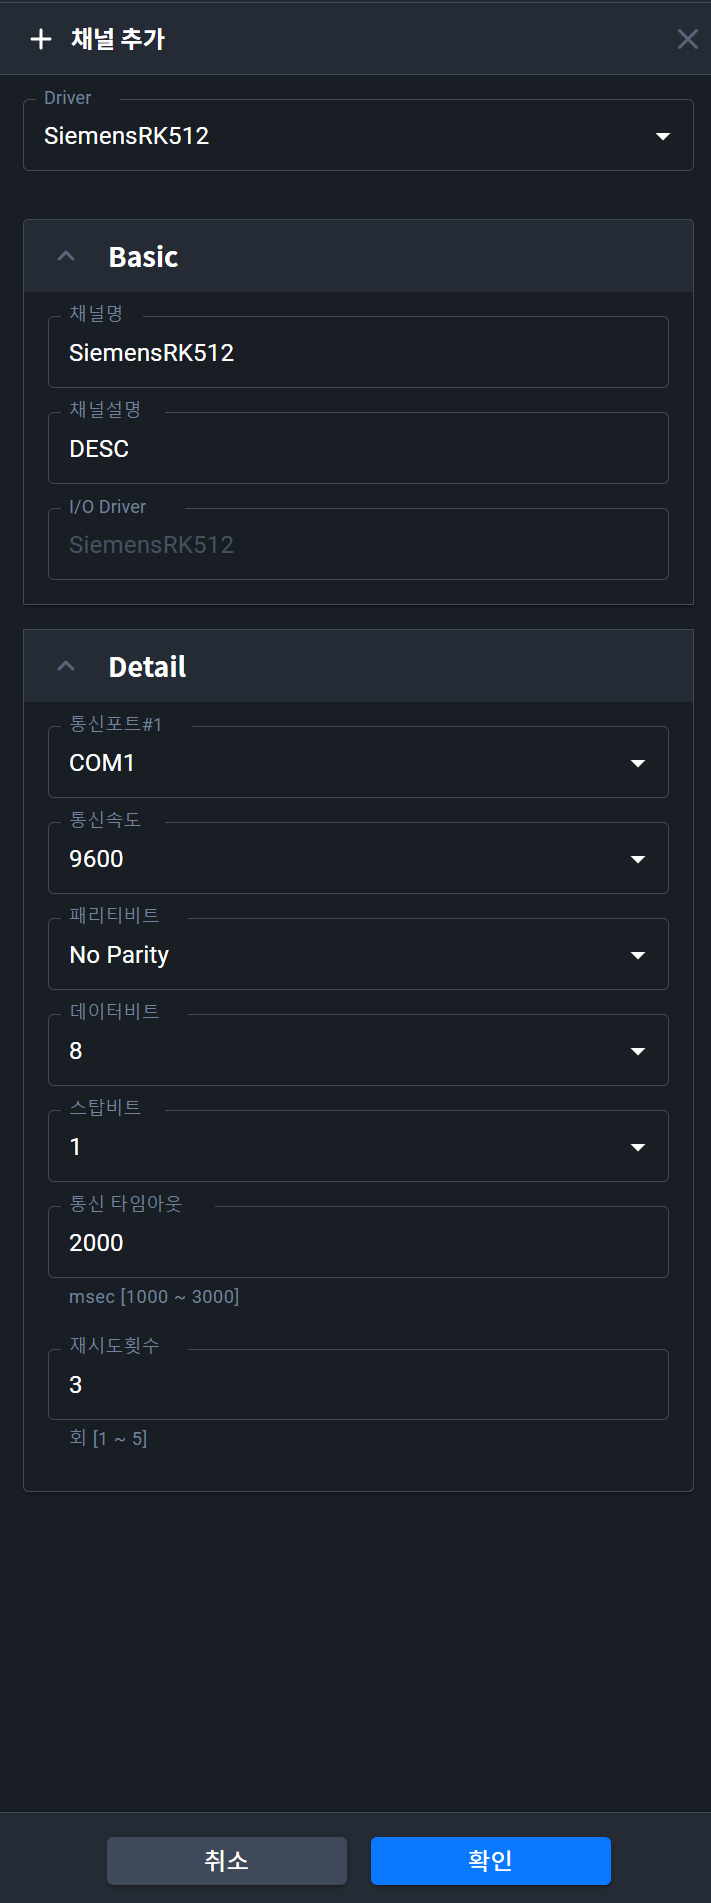 채널 추가
Driver
SiemensRK512
Basic
채널명
SiemensRK512
채널설명
DESC
I/O Driver
SiemensRK512
Detail
통신포트#1
COM1
통신속도
9600
패리티비트
No Parity
데이터비트
8
스탑비트
1
통신 타임아웃
2000
msec [1000 ~ 3000]
재시도횟수
3
회 [1 ~ 5]
취소 확인